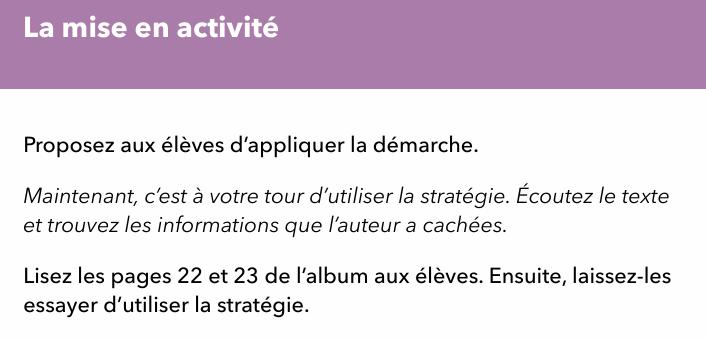 La mise en activité
Proposez aux élèves d’appliquer la démarche.
Maintenant, c’est à votre tour d’utiliser la stratégie. Écoutez le texte
et trouvez les informations que l’auteur a cachées.
Lisez les pages 22 et 23 de l’album aux élèves. Ensuite, laissez-les
essayer d’utiliser la stratégie.